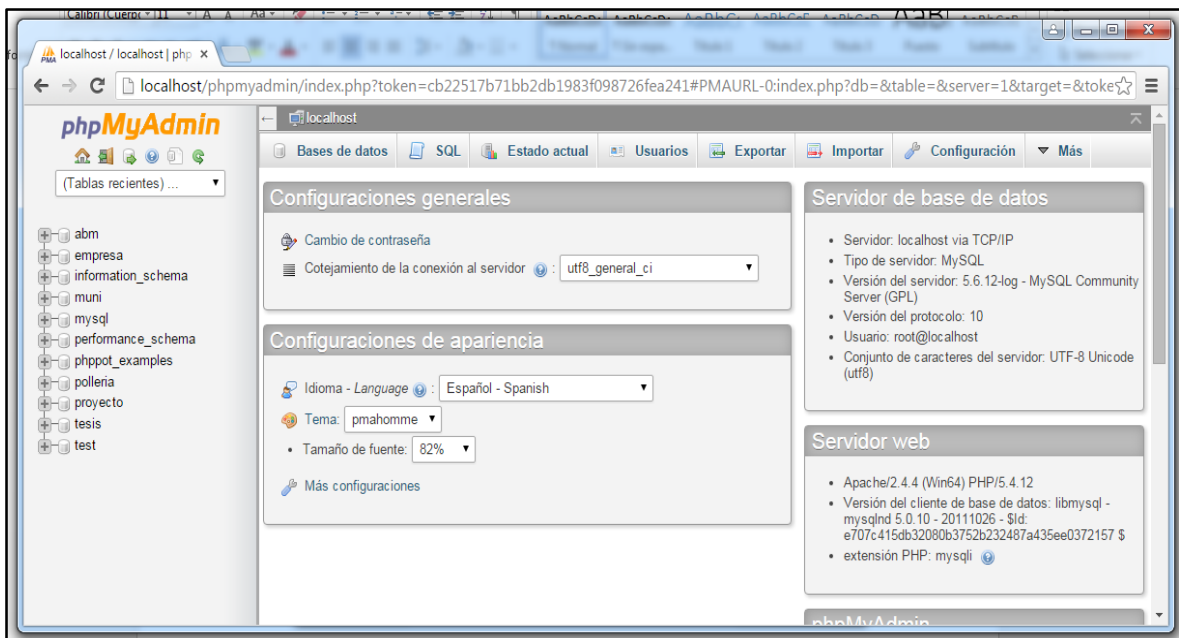 Calibri (Cuerpo 11 A A Aa
localhost / localhost | php ×
localhost/phpmyadmin/index.php?token=cb22517b71bb2db1983f098726fea241#PMAURL-0:index.php?db=&table=&server=1&target=&toke
phpMyAdmin
(Tablas recientes) ...
abm
empresa
information_schema
muni
mysql
performance_schema
phppot_examples
polleria
proyecto
tesis
test
localhost
Bases de datos SQL Estado actual Usuarios Exportar Importar Configuración Más
Configuraciones generales
Cambio de contraseña
Cotejamiento de la conexión al servidor : utf8_general_ci
Configuraciones de apariencia
Idioma - Language : Español - Spanish
Tema: pmahomme
• Tamaño de fuente: 82%
Más configuraciones
Servidor de base de datos
• Servidor: localhost via TCP/IP
• Tipo de servidor: MySQL
• Versión del servidor: 5.6.12-log - MySQL Community
Server (GPL)
• Versión del protocolo: 10
• Usuario: root@localhost
• Conjunto de caracteres del servidor: UTF-8 Unicode
(utf8)
Servidor web
• Apache/2.4.4 (Win64) PHP/5.4.12
• Versión del cliente de base de datos: libmysql -
mysqlnd 5.0.10 - 20111026 - $Id:
e707c415db32080b3752b232487a435ee0372157 $
• extensión PHP: mysqli
phpMyAdmin